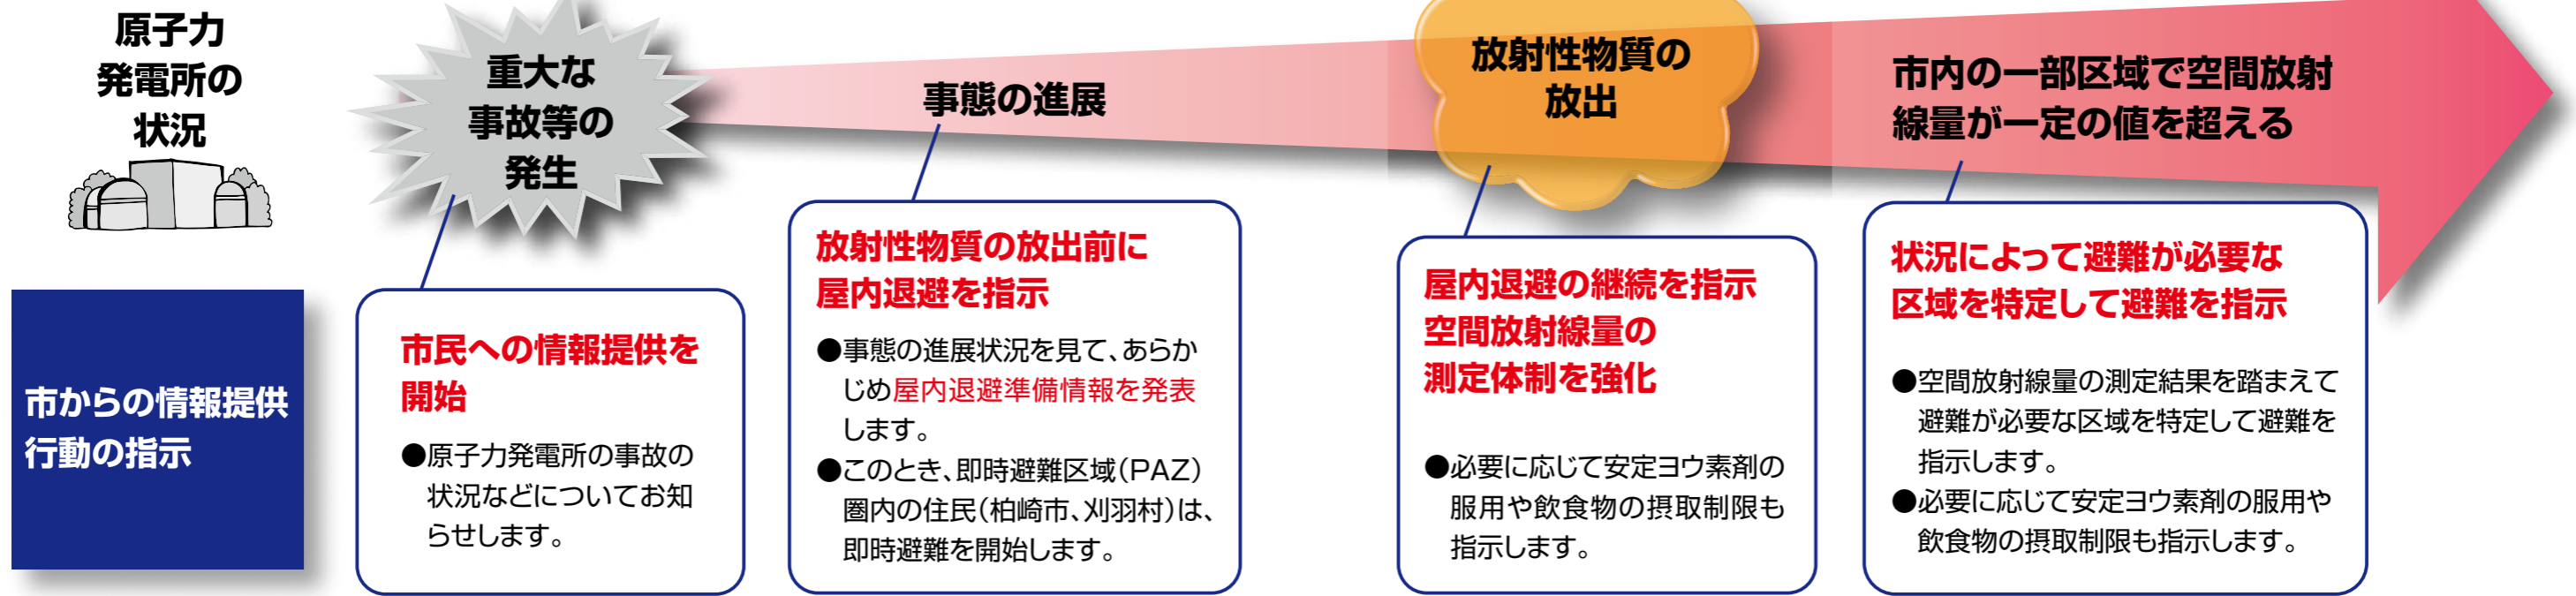 原子力
発電所の
状況
重大な
事故等の
発生
事態の進展
放射性物質の
放出
市内の一部区域で空間放射
線量が一定の値を超える
市からの情報提供
行動の指示
市民への情報提供を
開始
●原子力発電所の事故の
状況などについてお知
らせします。
放射性物質の放出前に
屋内退避を指示
●事態の進展状況を見て、あらか
じめ屋内退避準備情報を発表
します。
●このとき、即時避難区域(PAZ)
圏内の住民(柏崎市、刈羽村)は、
即時避難を開始します。
屋内退避の継続を指示
空間放射線量の
測定体制を強化
●必要に応じて安定ヨウ素剤の
服用や飲食物の摂取制限も
指示します。
状況によって避難が必要な
区域を特定して避難を指示
●空間放射線量の測定結果を踏まえて
避難が必要な区域を特定して避難を
指示します。
●必要に応じて安定ヨウ素剤の服用や
飲食物の摂取制限も指示します。